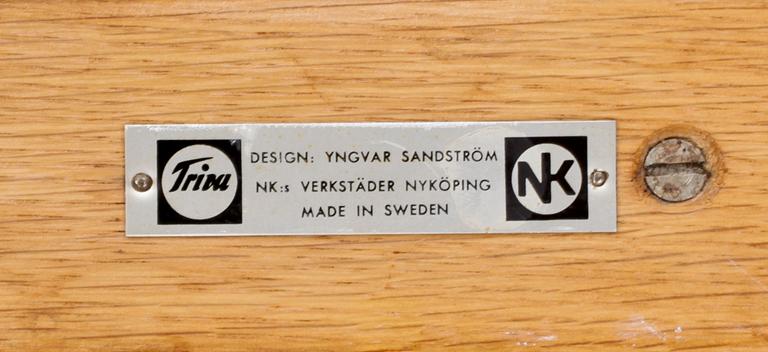 Triva
DESIGN: YNGVAR SANDSTRÖM
NK:s VERKSTÄDER NYKÖPING
MADE IN SWEDEN
NK